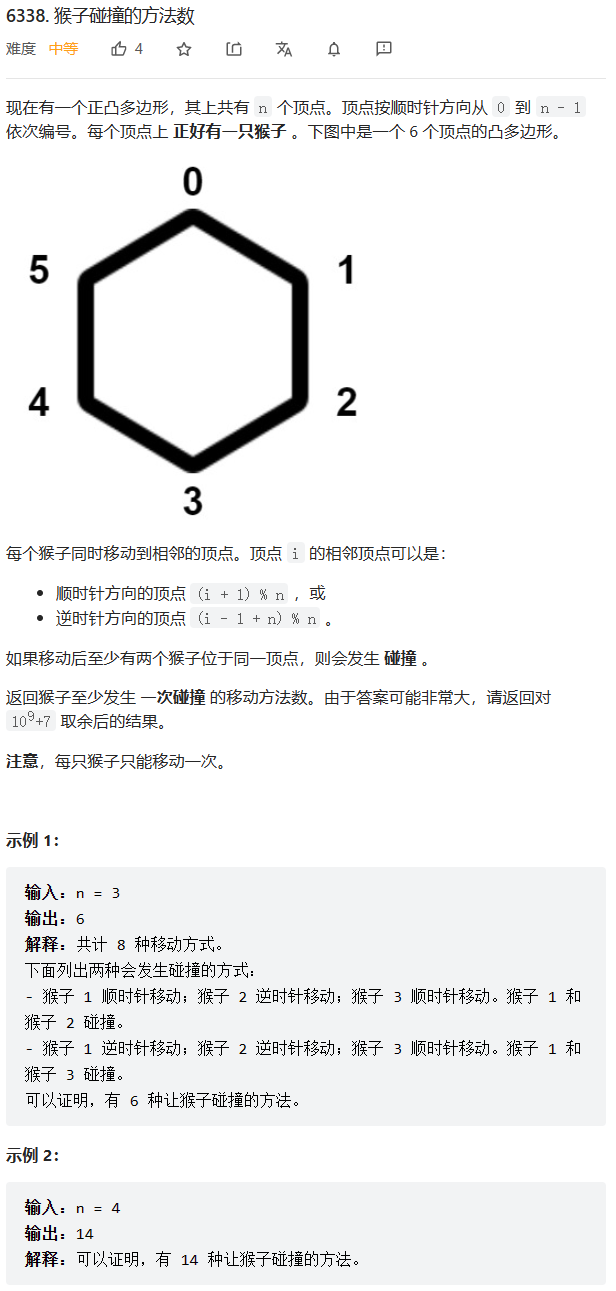 6338. 猴子碰撞的方法数
难度 中等 4
现在有一个正凸多边形，其上共有 n 个顶点。顶点按顺时针方向从 0 到 n - 1
依次编号。每个顶点上 正好有一只猴子 。下图中是一个 6 个顶点的凸多边形。
0
5 1
4 2
3
每个猴子同时移动到相邻的顶点。顶点 i 的相邻顶点可以是：
• 顺时针方向的顶点 (i + 1) % n ，或
• 逆时针方向的顶点 (i - 1 + n) % n 。
如果移动后至少有两个猴子位于同一顶点，则会发生 碰撞 。
返回猴子至少发生 一次碰撞 的移动方法数。由于答案可能非常大，请返回对
10⁹+7 取余后的结果。
注意，每只猴子只能移动一次。
示例 1：
输入：n = 3
输出：6
解释：共计 8 种移动方式。
下面列出两种会发生碰撞的方式：
- 猴子 1 顺时针移动；猴子 2 逆时针移动；猴子 3 顺时针移动。猴子 1 和
猴子 2 碰撞。
- 猴子 1 逆时针移动；猴子 2 逆时针移动；猴子 3 顺时针移动。猴子 1 和
猴子 3 碰撞。
可以证明，有 6 种让猴子碰撞的方法。
示例 2：
输入：n = 4
输出：14
解释：可以证明，有 14 种让猴子碰撞的方法。